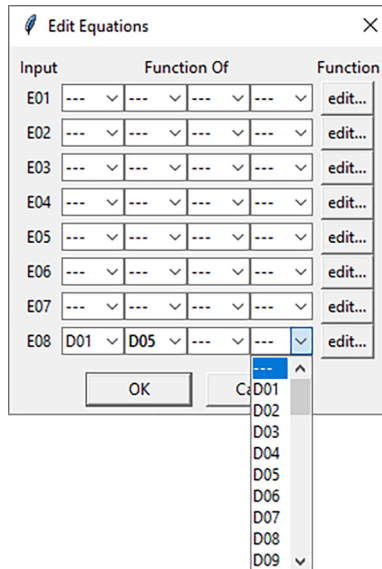 Edit Equations
Input Function Of Function
E01 --- --- --- --- edit...
E02 --- --- --- --- edit...
E03 --- --- --- --- edit...
E04 --- --- --- --- edit...
E05 --- --- --- --- edit...
E06 --- --- --- --- edit...
E07 --- --- --- --- edit...
E08 D01 D05 --- --- edit...
OK
---
D01
D02
D03
D04
D05
D06
D07
D08
D09